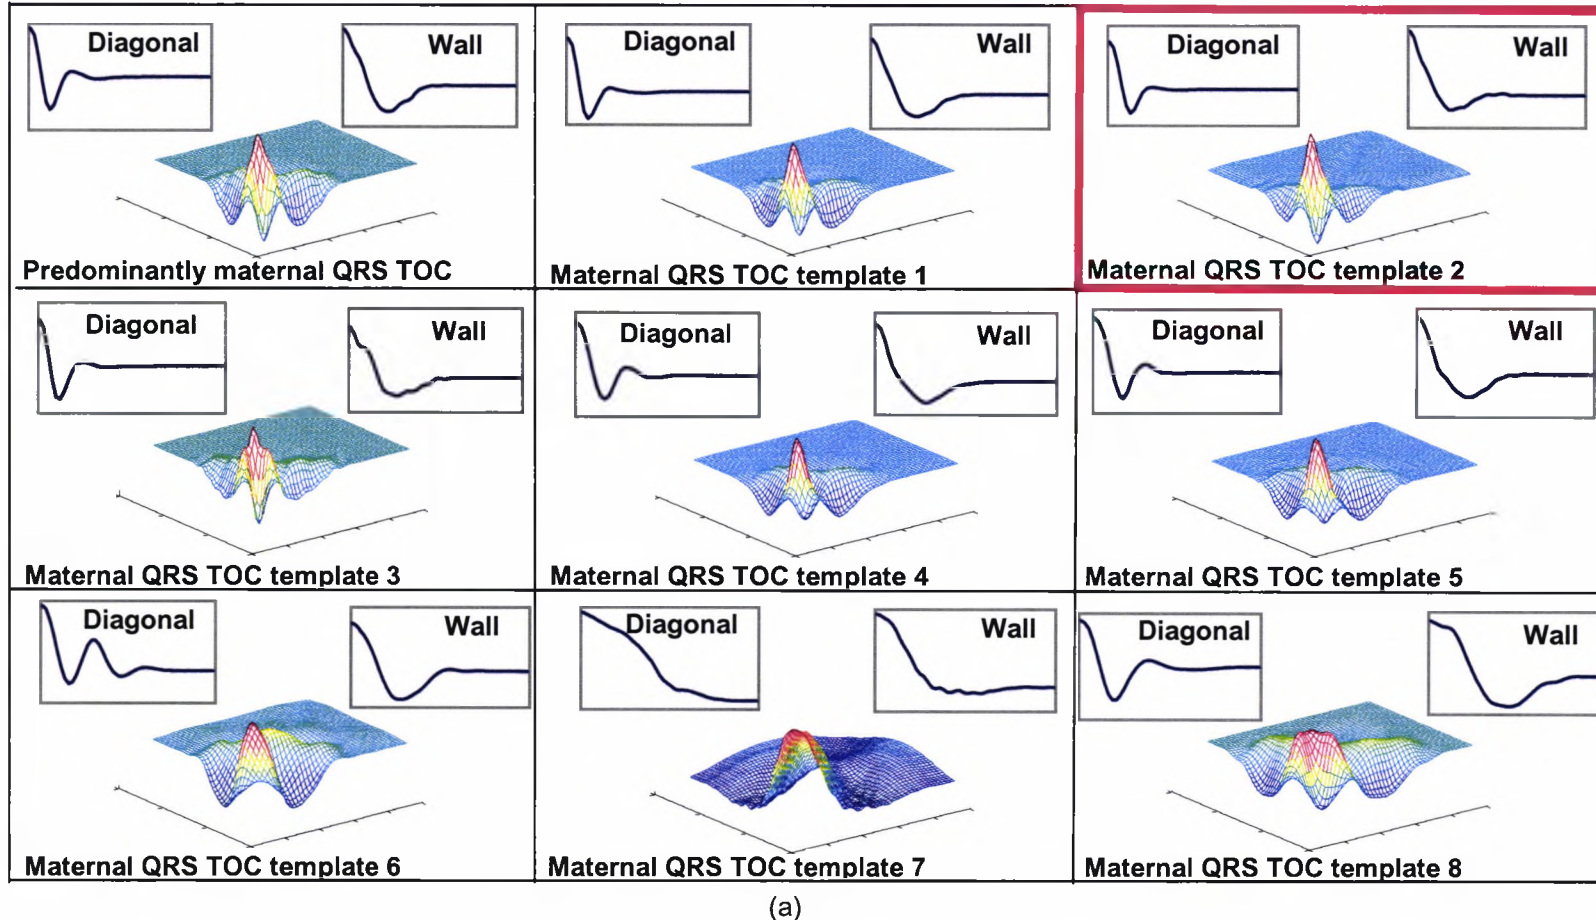 Diagonal
Wall
Predominantly maternal QRS TOC
Diagonal
Wall
Maternal QRS TOC template 1
Diagonal
Wall
Maternal QRS TOC template 2
Diagonal
Wall
Maternal QRS TOC template 3
Diagonal
Wall
Maternal QRS TOC template 4
Diagonal
Wall
Maternal QRS TOC template 5
Diagonal
Wall
Maternal QRS TOC template 6
Diagonal
Wall
Maternal QRS TOC template 7
Diagonal
Wall
Maternal QRS TOC template 8
(a)